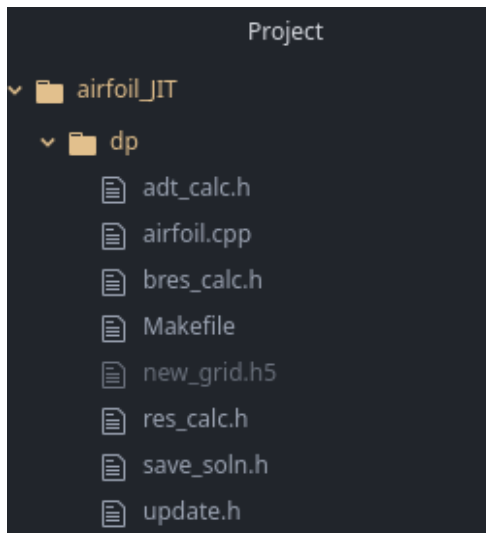 Project
airfoil_JIT
dp
adt_calc.h
airfoil.cpp
bres_calc.h
Makefile
new_grid.h5
res_calc.h
save_soln.h
update.h